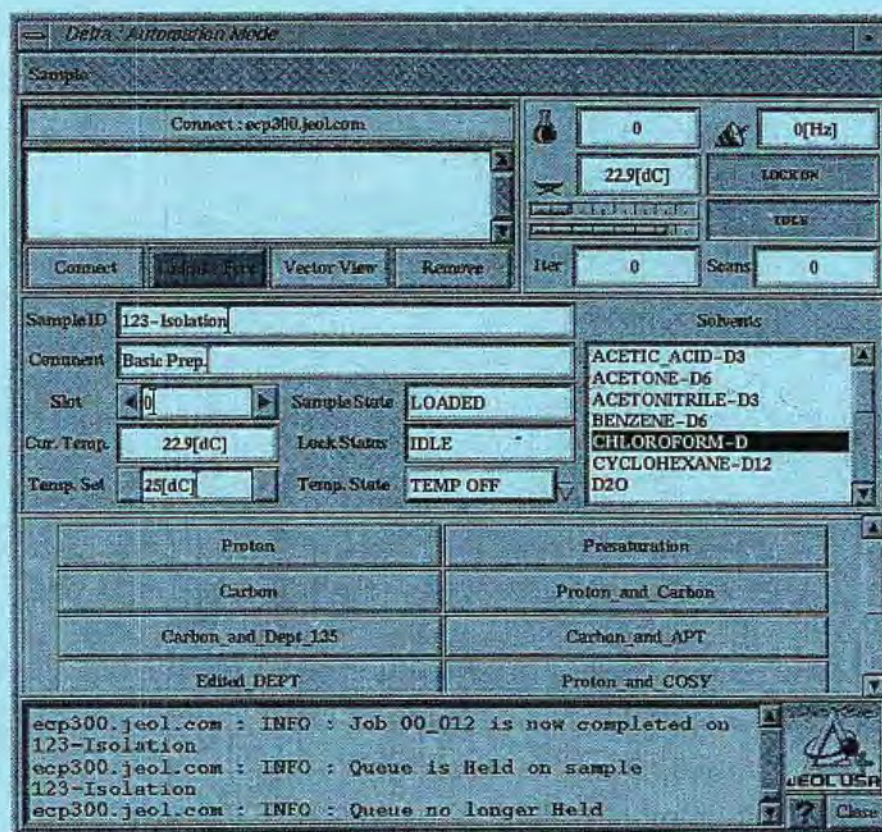 Delta : Automation Mode
Sample
Connect : ecp300.jeol.com
0
0[Hz]
22.9[dC]
LOCK ON
IDLE
Connect
Vector View
Remove
Iter
0
Scans
0
Sample ID
123-Isolation
Solvents
Comment
Basic Prep.
ACETIC_ACID-D3
ACETONE-D6
ACETONITRILE-D3
BENZENE-D6
CHLOROFORM-D
CYCLOHEXANE-D12
D2O
Slot
0
Sample State
LOADED
Cur. Temp.
22.9[dC]
Lock Status
IDLE
Temp. Set
25[dC]
Temp. State
TEMP OFF
Proton
Presaturation
Carbon
Proton_and_Carbon
Carbon_and_Dept_135
Carbon_and_APT
Edited_DEPT
Proton_and_COSY
ecp300.jeol.com : INFO : Job 00_012 is now completed on
123-Isolation
ecp300.jeol.com : INFO : Queue is Held on sample
123-Isolation
ecp300.jeol.com : INFO : Queue no longer Held
JEOL USA
?
Close